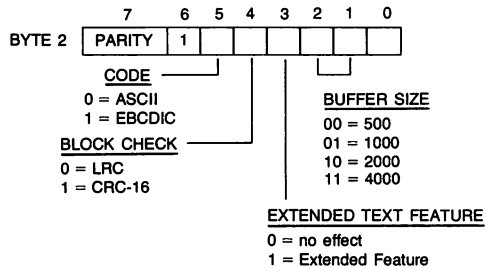 7 6 5 4 3 2 1 0
BYTE 2 PARITY 1
CODE
0 = ASCII
1 = EBCDIC
BUFFER SIZE
00 = 500
01 = 1000
10 = 2000
11 = 4000
BLOCK CHECK
0 = LRC
1 = CRC-16
EXTENDED TEXT FEATURE
0 = no effect
1 = Extended Feature